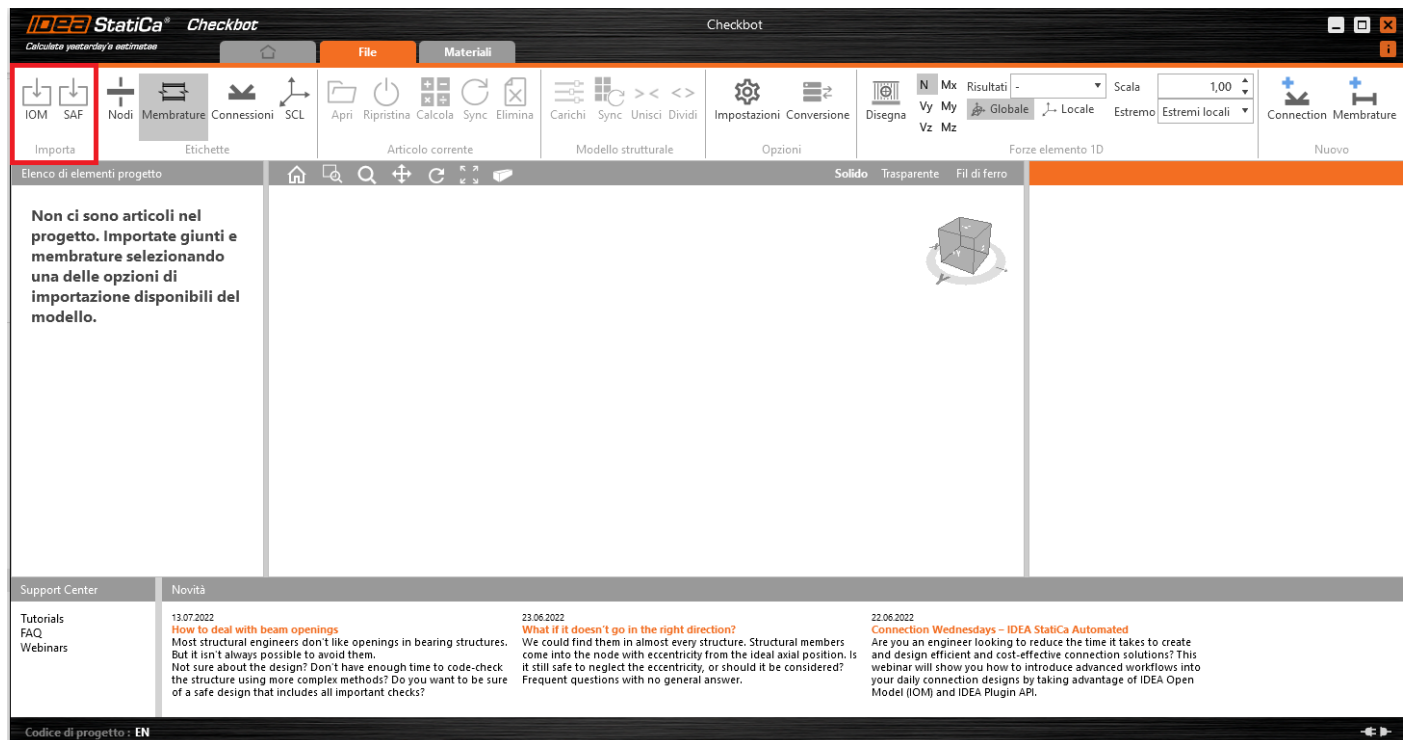 IDEA StatiCa® Checkbot
Checkbot
Calculate yesterday's estimates
File
Materiali
i
IOM SAF
Importa
Nodi Membrature Connessioni SCL
Etichette
Apri Ripristina Calcola Sync Elimina
Articolo corrente
Carichi Sync Unisci Dividi
Modello strutturale
Impostazioni Conversione
Opzioni
Disegna
N Mx Risultati - Scala 1,00
Vy My Globale Locale Estremo Estremi locali
Vz Mz
Forze elemento 1D
Connection Membrature
Nuovo
Elenco di elementi progetto
Solido Trasparente Fil di ferro
Non ci sono articoli nel
progetto. Importate giunti e
membrature selezionando
una delle opzioni di
importazione disponibili del
modello.
Support Center
Tutorials
FAQ
Webinars
Novità
13.07.2022
How to deal with beam openings
Most structural engineers don't like openings in bearing structures.
But it isn't always possible to avoid them.
Not sure about the design? Don't have enough time to code-check
the structure using more complex methods? Do you want to be sure
of a safe design that includes all important checks?
23.06.2022
What if it doesn't go in the right direction?
We could find them in almost every structure. Structural members
come into the node with eccentricity from the ideal axial position. Is
it still safe to neglect the eccentricity, or should it be considered?
Frequent questions with no general answer.
22.06.2022
Connection Wednesdays – IDEA StatiCa Automated
Are you an engineer looking to reduce the time it takes to create
and design efficient and cost-effective connection solutions? This
webinar will show you how to introduce advanced workflows into
your daily connection designs by taking advantage of IDEA Open
Model (IOM) and IDEA Plugin API.
Codice di progetto : EN